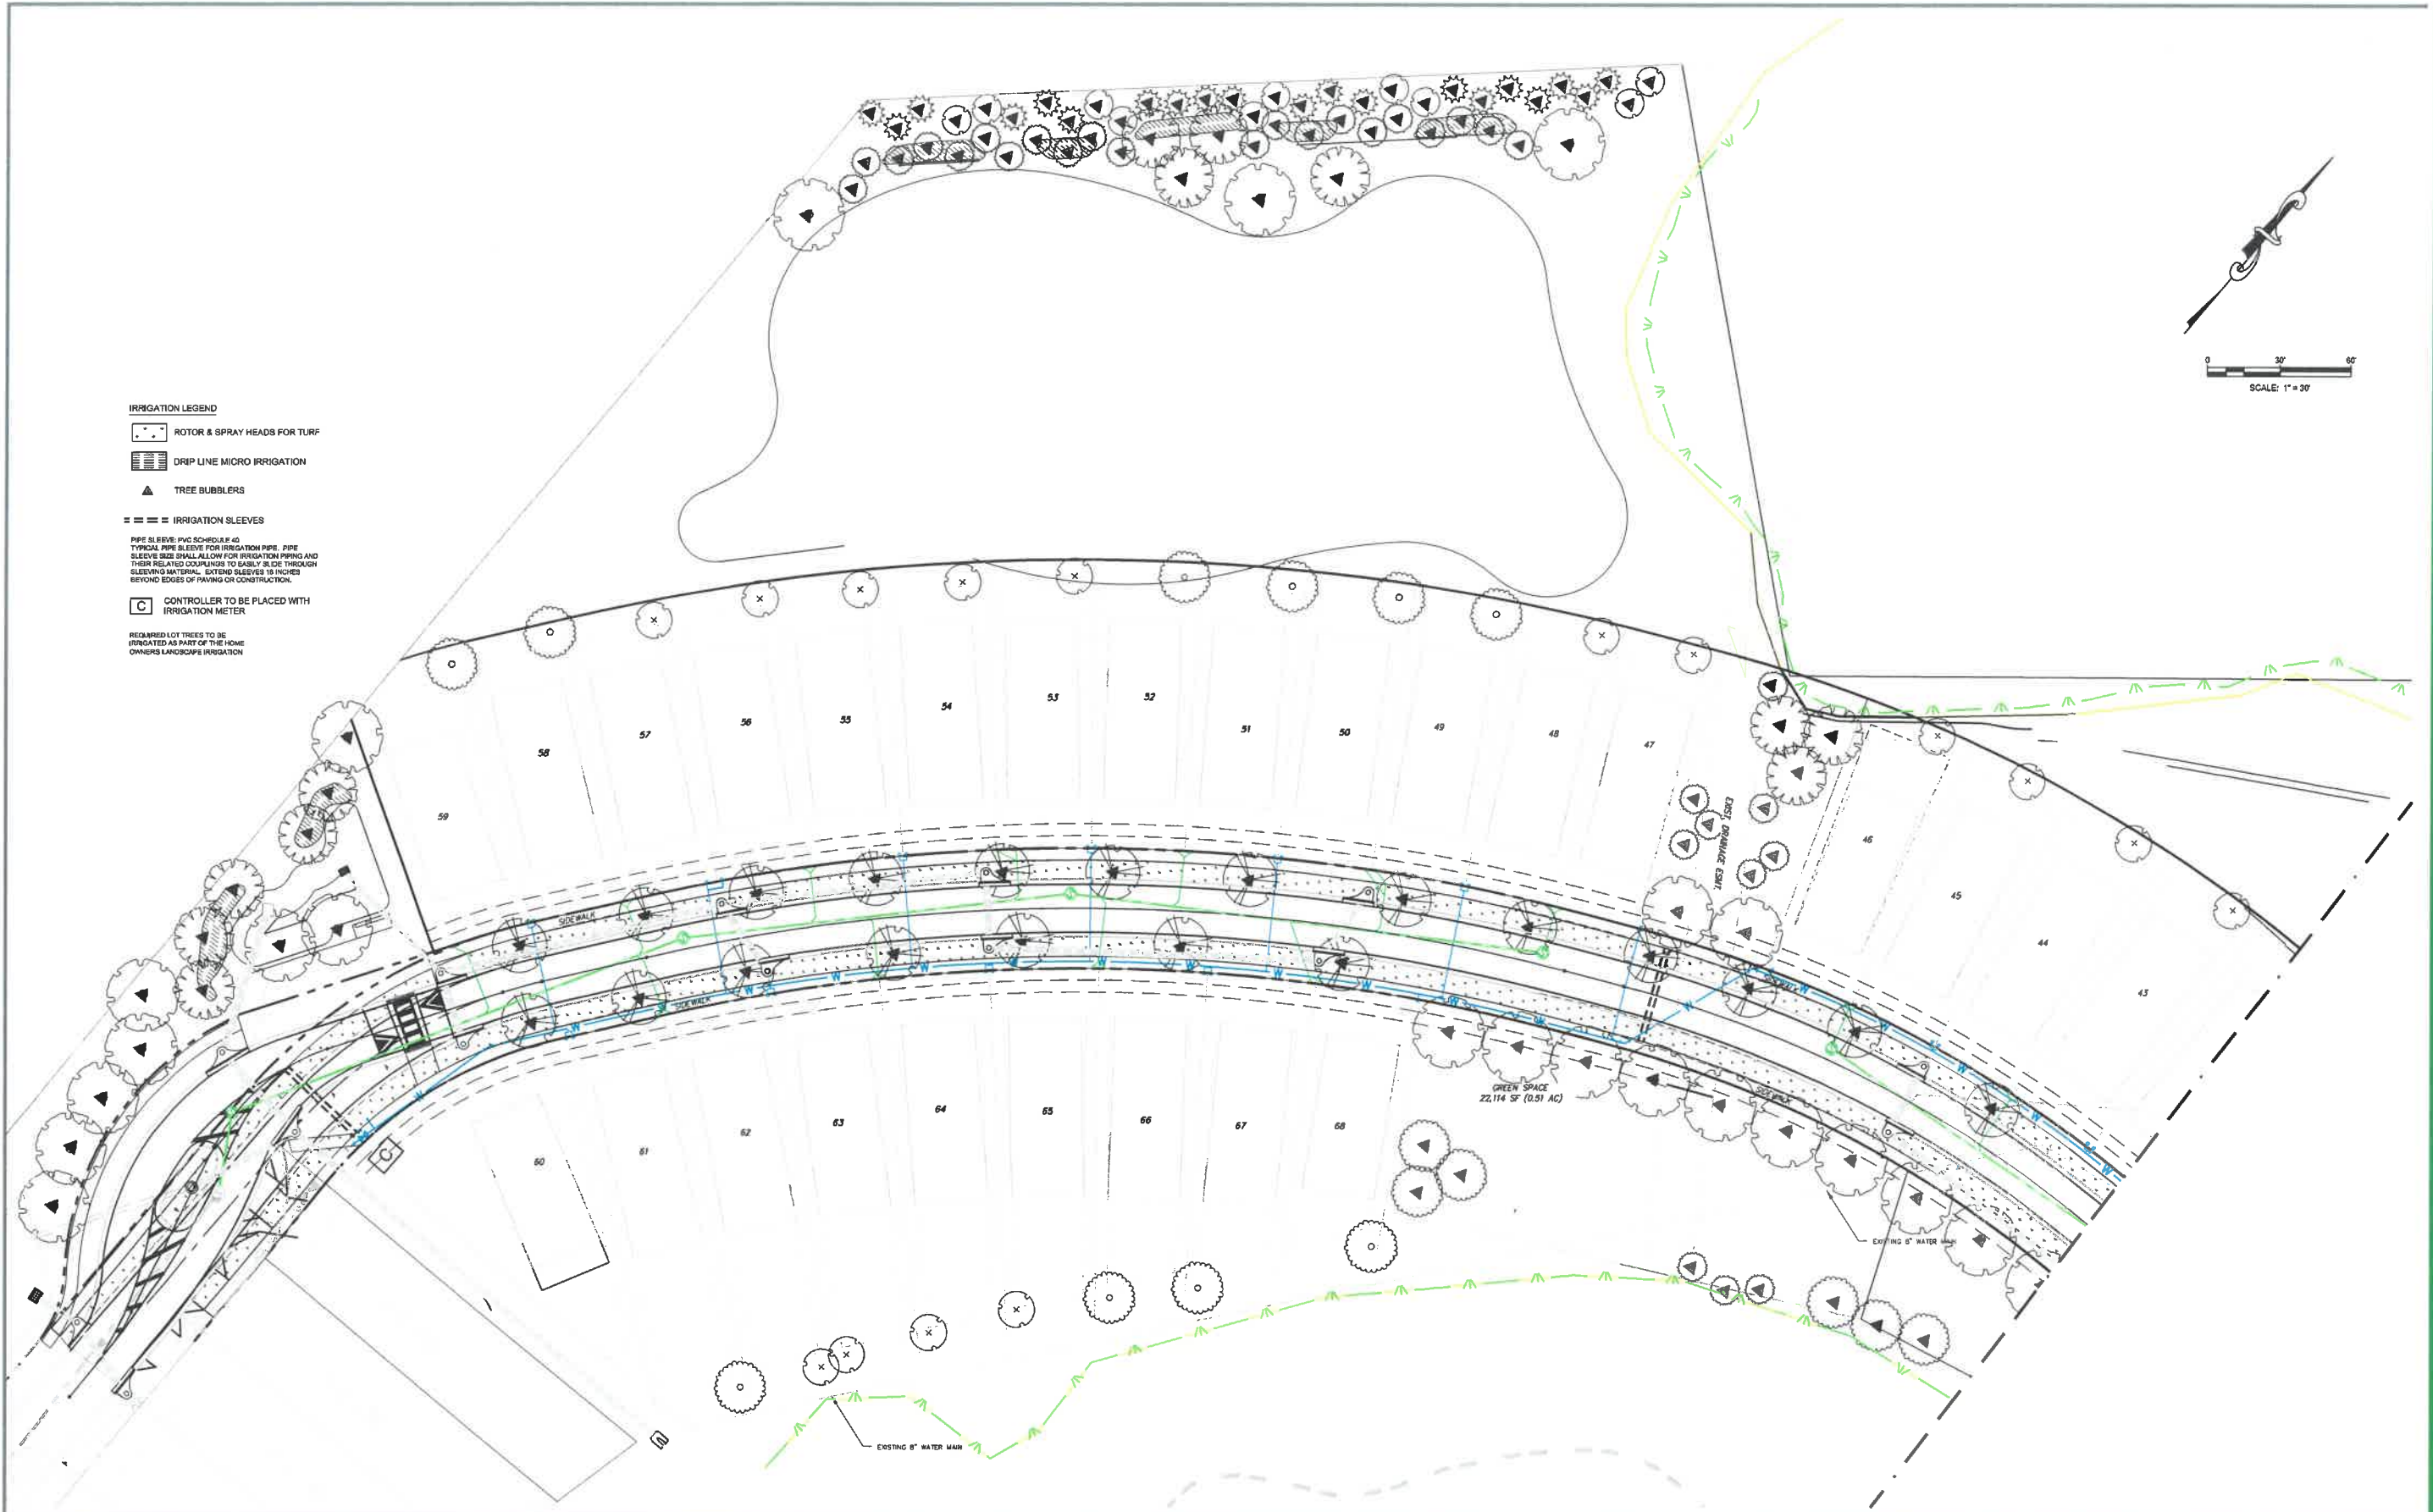 0 30' 60'
SCALE: 1" = 30'
IRRIGATION LEGEND
ROTOR & SPRAY HEADS FOR TURF
DRIP LINE MICRO IRRIGATION
TREE BUBBLERS
IRRIGATION SLEEVES
PIPE SLEEVE: PVC SCHEDULE 40
TYPICAL PIPE SLEEVE FOR IRRIGATION PIPE. PIPE
SLEEVE SIZE SHALL ALLOW FOR IRRIGATION PIPING AND
THEIR RELATED COUPLINGS TO EASILY SLIDE THROUGH
SLEEVING MATERIAL. EXTEND SLEEVES 18 INCHES
BEYOND EDGES OF PAVING OR CONSTRUCTION.
C
CONTROLLER TO BE PLACED WITH
IRRIGATION METER
REQUIRED LOT TREES TO BE
IRRIGATED AS PART OF THE HOME
OWNERS LANDSCAPE IRRIGATION
59
58
57
56
55
54
53
52
51
50
49
48
47
EXIST. DRAINAGE ESMT.
46
45
44
43
SIDEWALK
SIDEWALK
SIDEWALK
W W W W W W W W W W W W W W W W W W
C
60
61
62
63
64
65
66
67
68
GREEN SPACE
22,114 SF (0.51 AC)
EXISTING 8" WATER MAIN
EXISTING 8" WATER MAIN